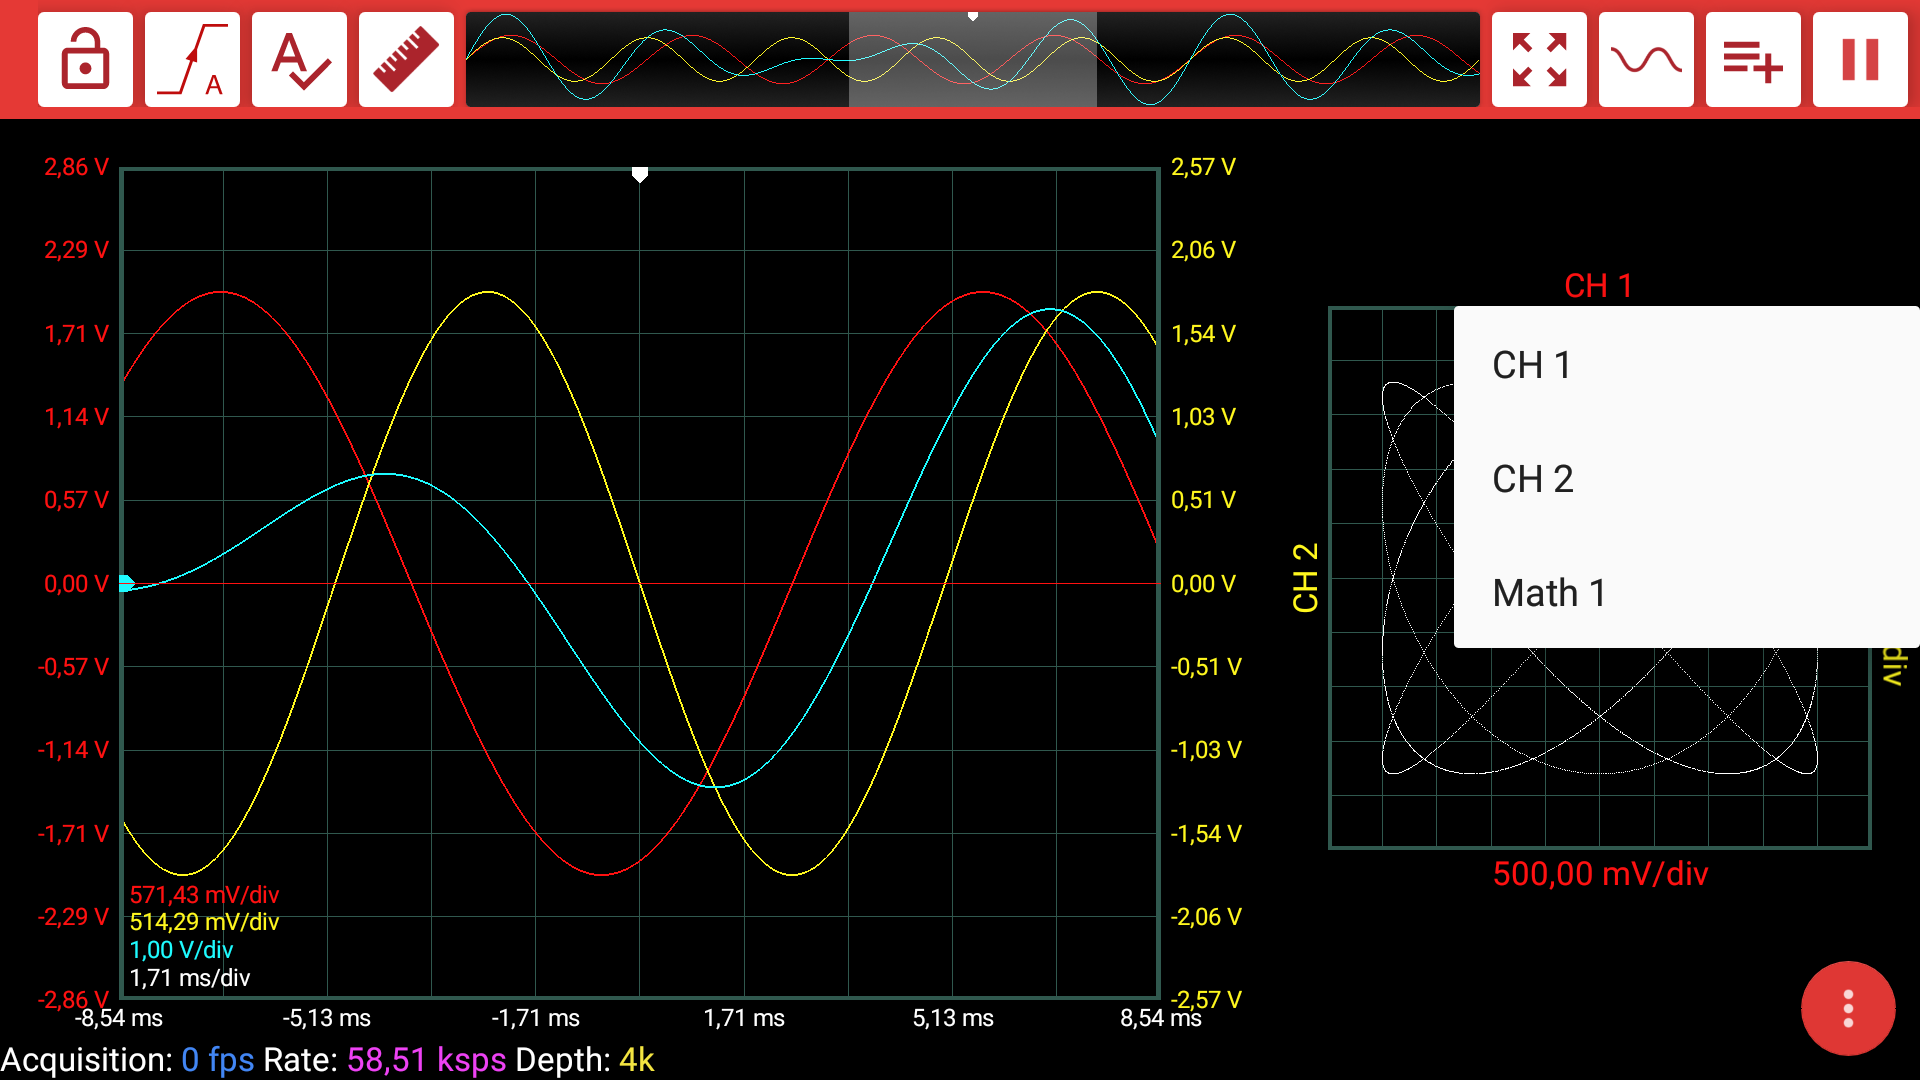 A
A
2,86 V
2,29 V
1,71 V
1,14 V
0,57 V
0,00 V
-0,57 V
-1,14 V
-1,71 V
-2,29 V
-2,86 V
571,43 mV/div
514,29 mV/div
1,00 V/div
1,71 ms/div
2,57 V
2,06 V
1,54 V
1,03 V
0,51 V
0,00 V
-0,51 V
-1,03 V
-1,54 V
-2,06 V
-2,57 V
-8,54 ms
-5,13 ms
-1,71 ms
1,71 ms
5,13 ms
8,54 ms
CH 1
CH 2
CH 1
CH 2
Math 1
div
500,00 mV/div
Acquisition: 0 fps Rate: 58,51 ksps Depth: 4k